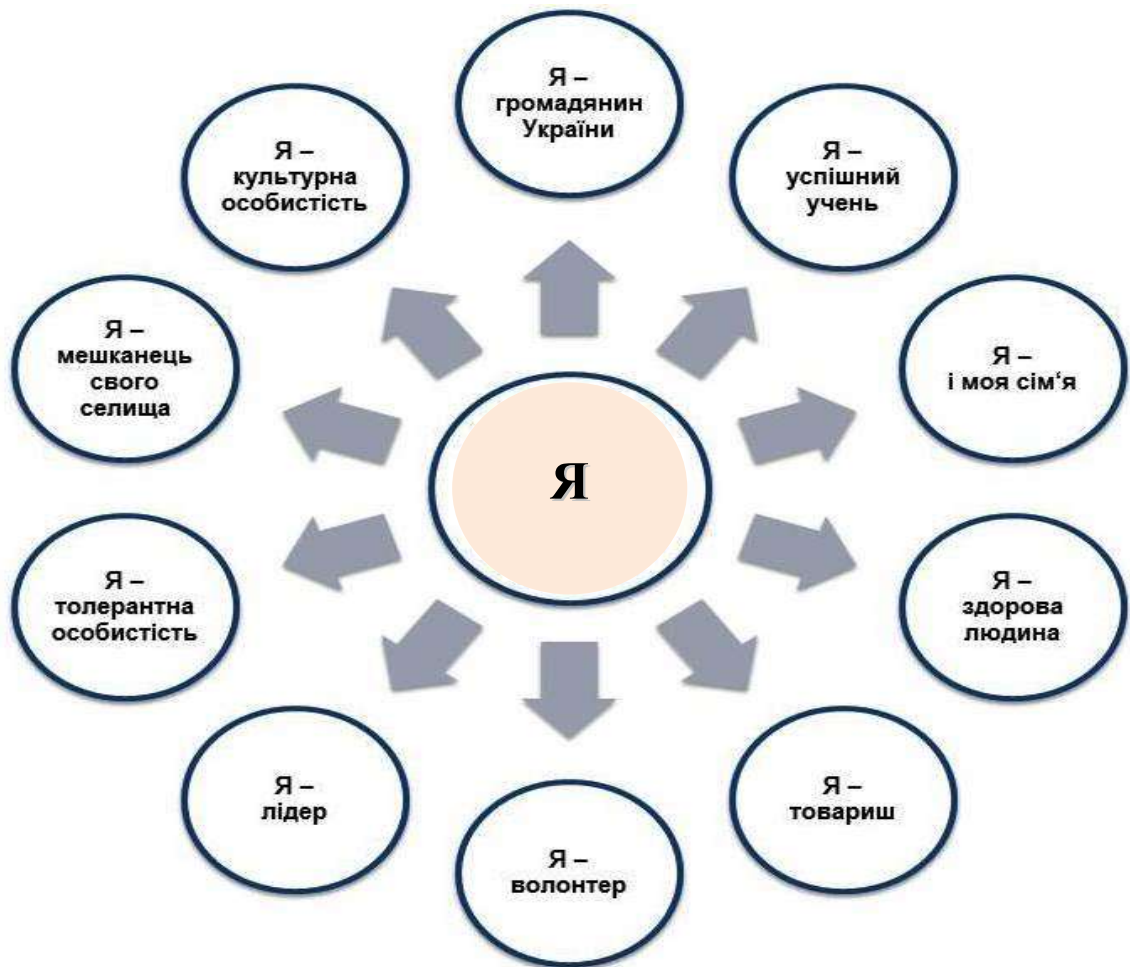 Я –
громадянин
України
Я –
успішний
учень
Я –
і моя сім‘я
Я –
здорова
людина
Я –
товариш
Я –
волонтер
Я –
лідер
Я –
толерантна
особистість
Я –
мешканець
свого
селища
Я –
культурна
особистість
Я